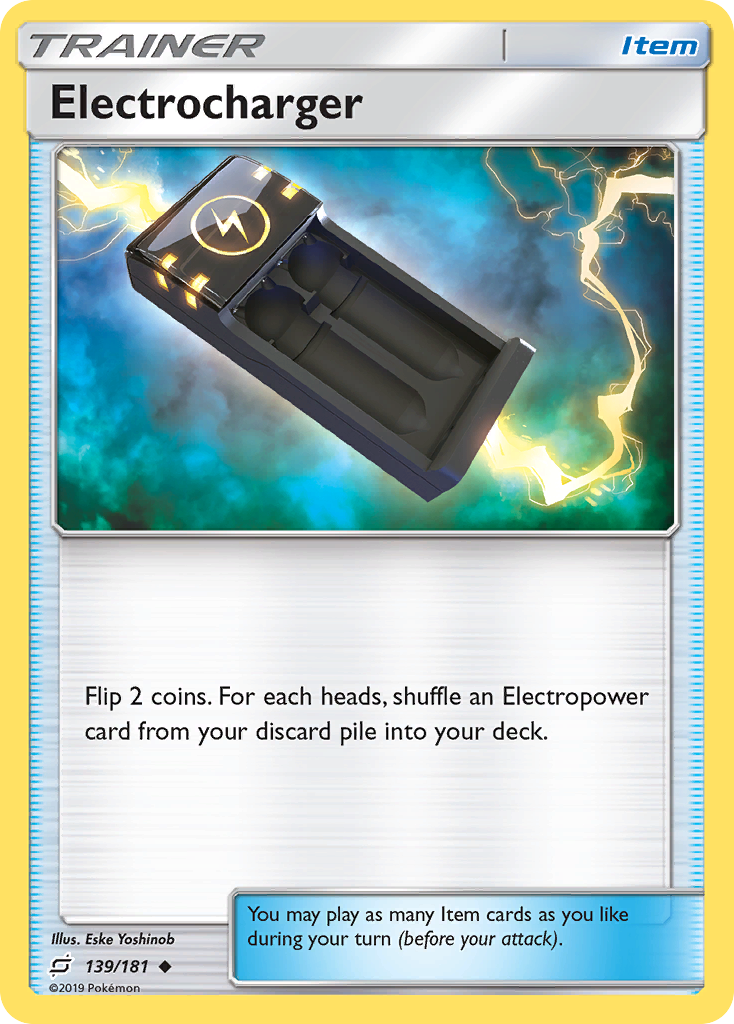 TRAINER
Item
Electrocharger
Flip 2 coins. For each heads, shuffle an Electropower
card from your discard pile into your deck.
You may play as many Item cards as you like
during your turn (before your attack).
Illus. Eske Yoshinob
139/181
©2019 Pokémon